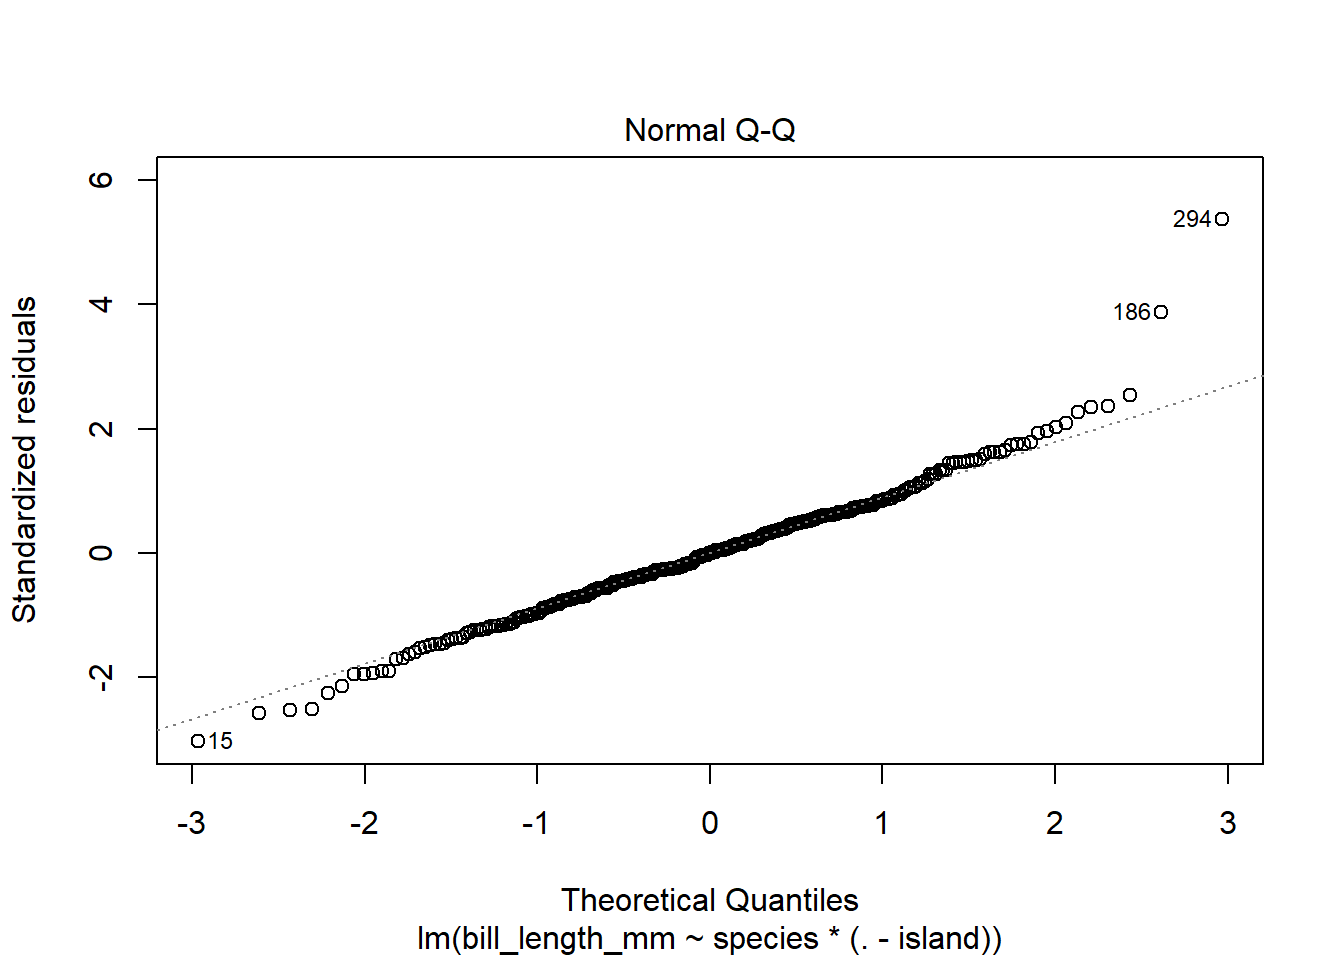 Normal Q-Q
6
4
2
0
-2
Standardized residuals
294
186
15
-3 -2 -1 0 1 2 3
Theoretical Quantiles
lm(bill_length_mm ~ species * (. - island))